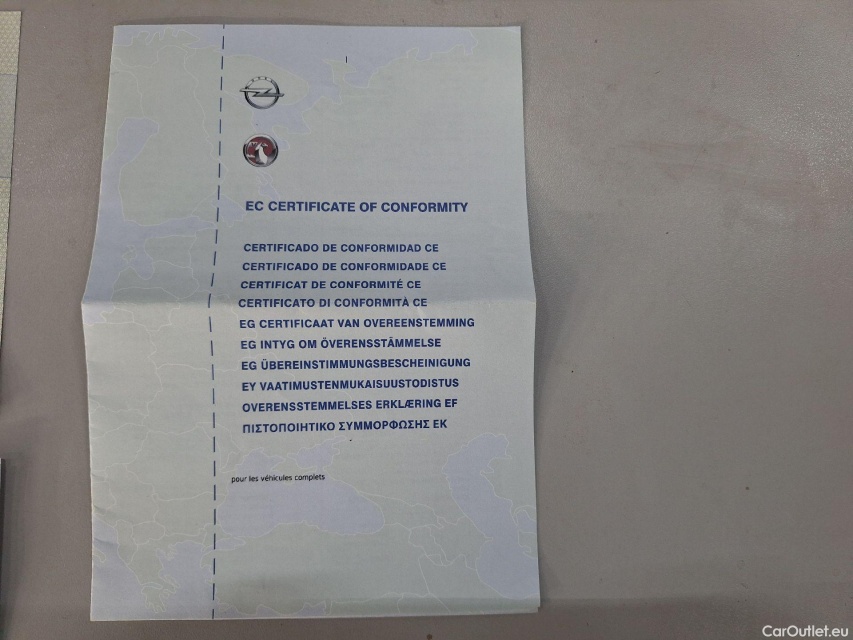 EC CERTIFICATE OF CONFORMITY
CERTIFICADO DE CONFORMIDAD CE
CERTIFICADO DE CONFORMIDADE CE
CERTIFICAT DE CONFORMITÉ CE
CERTIFICATO DI CONFORMITÀ CE
EG CERTIFICAAT VAN OVEREENSTEMMING
EG INTYG OM ÖVERENSSTÄMMELSE
EG ÜBEREINSTIMMUNGSBESCHEINIGUNG
EY VAATIMUSTENMUKAISUUSTODISTUS
OVERENSSTEMMELSES ERKLÆRING EF
ΠΙΣΤΟΠΟΙΗΤΙΚΟ ΣΥΜΜΟΡΦΩΣΗΣ ΕΚ
pour les véhicules complets
CarOutlet.eu